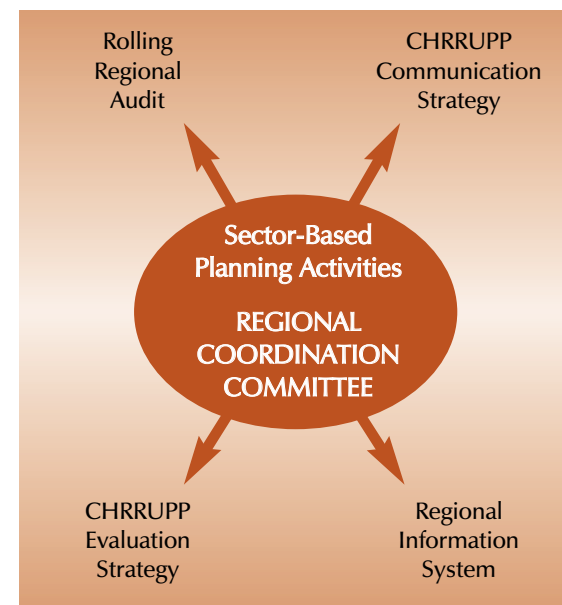 Rolling
Regional
Audit
CHRRUPP
Communication
Strategy
Sector-Based
Planning Activities
REGIONAL
COORDINATION
COMMITTEE
CHRRUPP
Evaluation
Strategy
Regional
Information
System